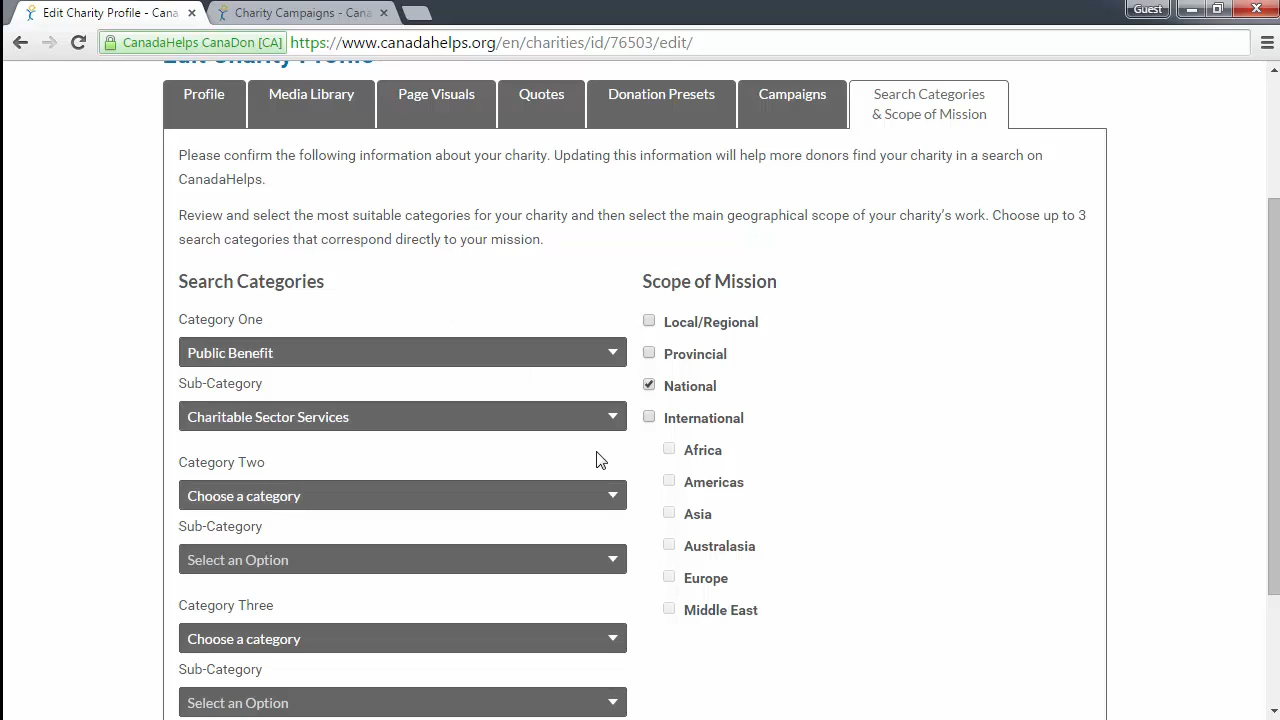 Edit Charity Profile - Cana
Charity Campaigns - Cana
Guest
CanadaHelps CanaDon [CA]
https://www.canadahelps.org/en/charities/id/76503/edit/
Edit Charity Profile
Profile
Media Library
Page Visuals
Quotes
Donation Presets
Campaigns
Search Categories
& Scope of Mission
Please confirm the following information about your charity. Updating this information will help more donors find your charity in a search on
CanadaHelps.
Review and select the most suitable categories for your charity and then select the main geographical scope of your charity's work. Choose up to 3
search categories that correspond directly to your mission.
Search Categories
Category One
Public Benefit
Sub-Category
Charitable Sector Services
Category Two
Choose a category
Sub-Category
Select an Option
Category Three
Choose a category
Sub-Category
Select an Option
Scope of Mission
Local/Regional
Provincial
National
International
Africa
Americas
Asia
Australasia
Europe
Middle East